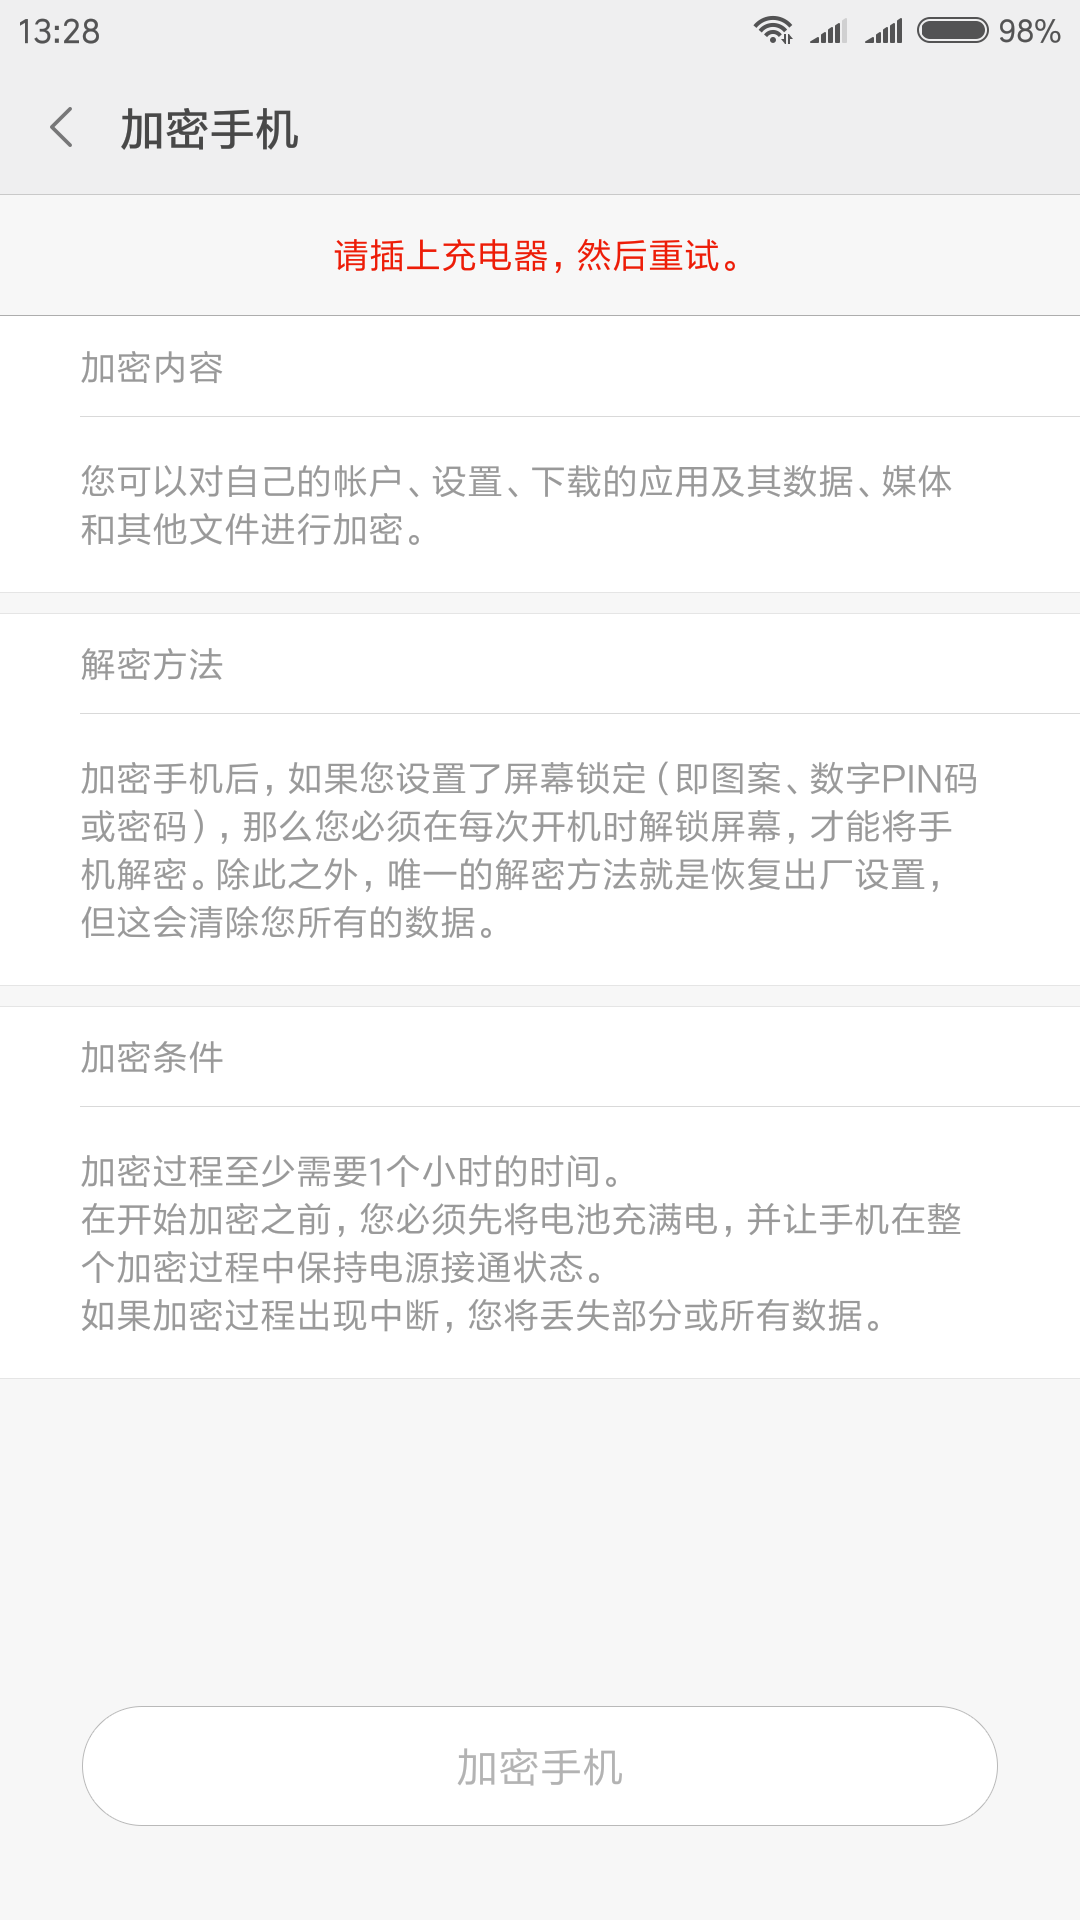 13:28 98%
加密手机
请插上充电器，然后重试。
加密内容
您可以对自己的帐户、设置、下载的应用及其数据、媒体
和其他文件进行加密。
解密方法
加密手机后，如果您设置了屏幕锁定（即图案、数字PIN码
或密码），那么您必须在每次开机时解锁屏幕，才能将手
机解密。除此之外，唯一的解密方法就是恢复出厂设置，
但这会清除您所有的数据。
加密条件
加密过程至少需要1个小时的时间。
在开始加密之前，您必须先将电池充满电，并让手机在整
个加密过程中保持电源接通状态。
如果加密过程出现中断，您将丢失部分或所有数据。
加密手机